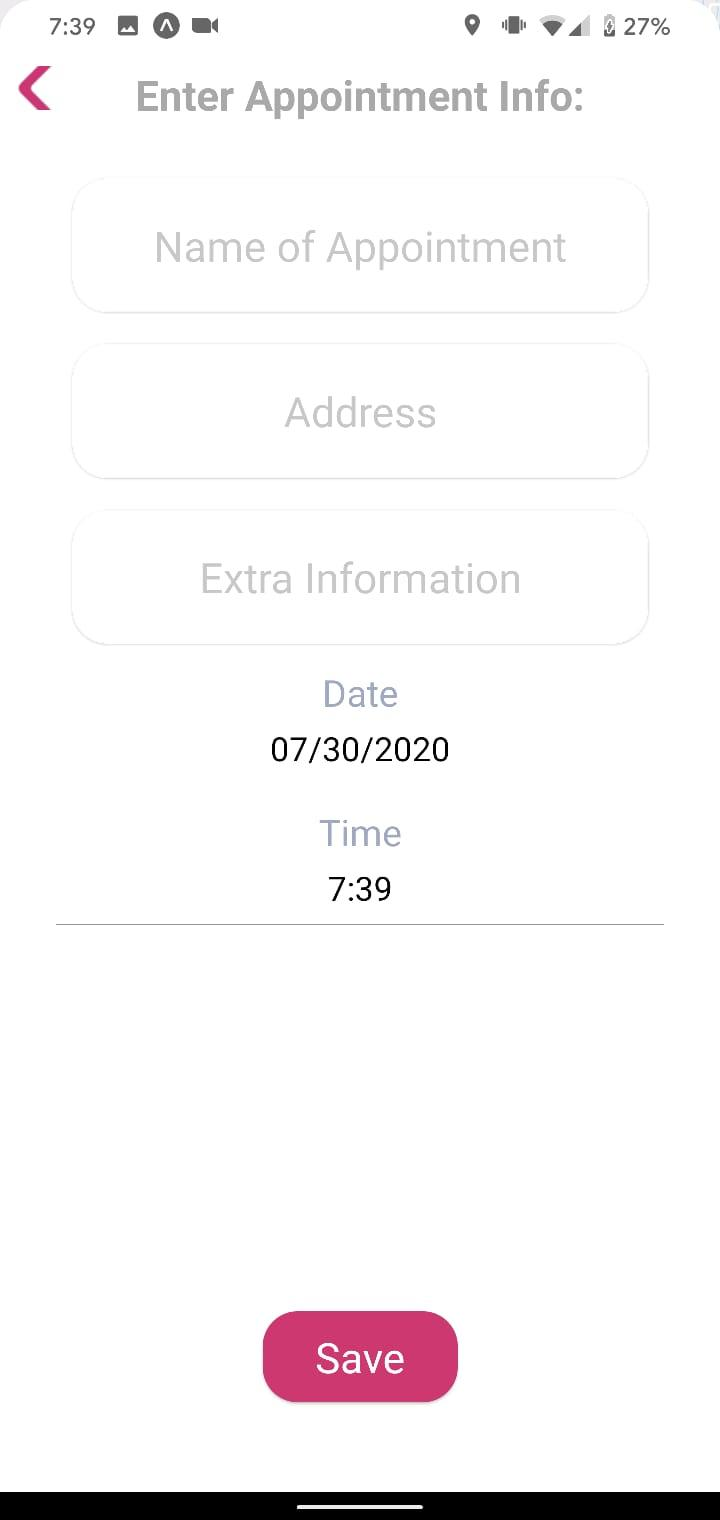 7:39 27%
Enter Appointment Info:
Name of Appointment
Address
Extra Information
Date
07/30/2020
Time
7:39
Save